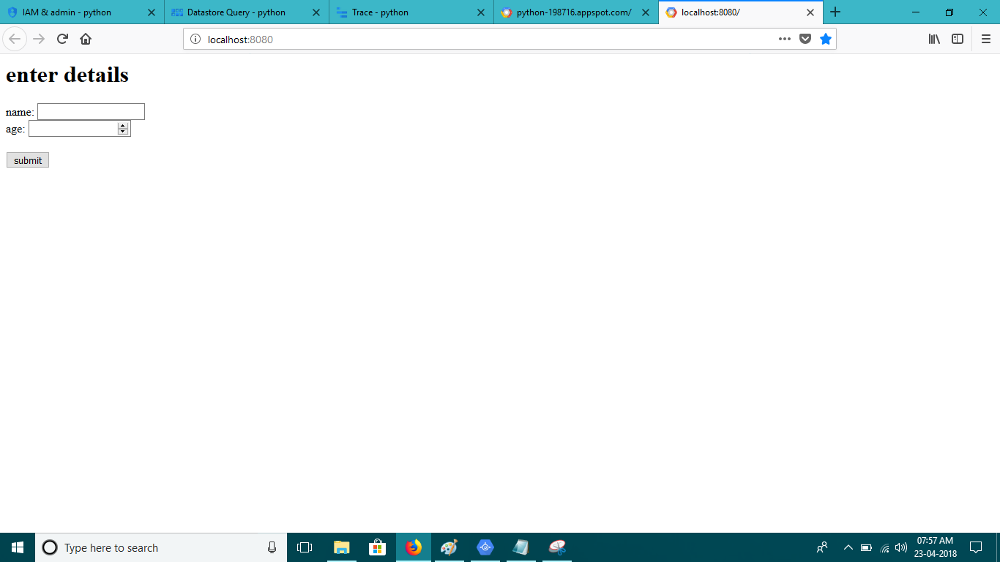 IAM & admin - python
Datastore Query - python
Trace - python
python-198716.appspot.com/
localhost:8080/
localhost:8080
enter details
name:
age:
submit
Type here to search
07:57 AM
23-04-2018